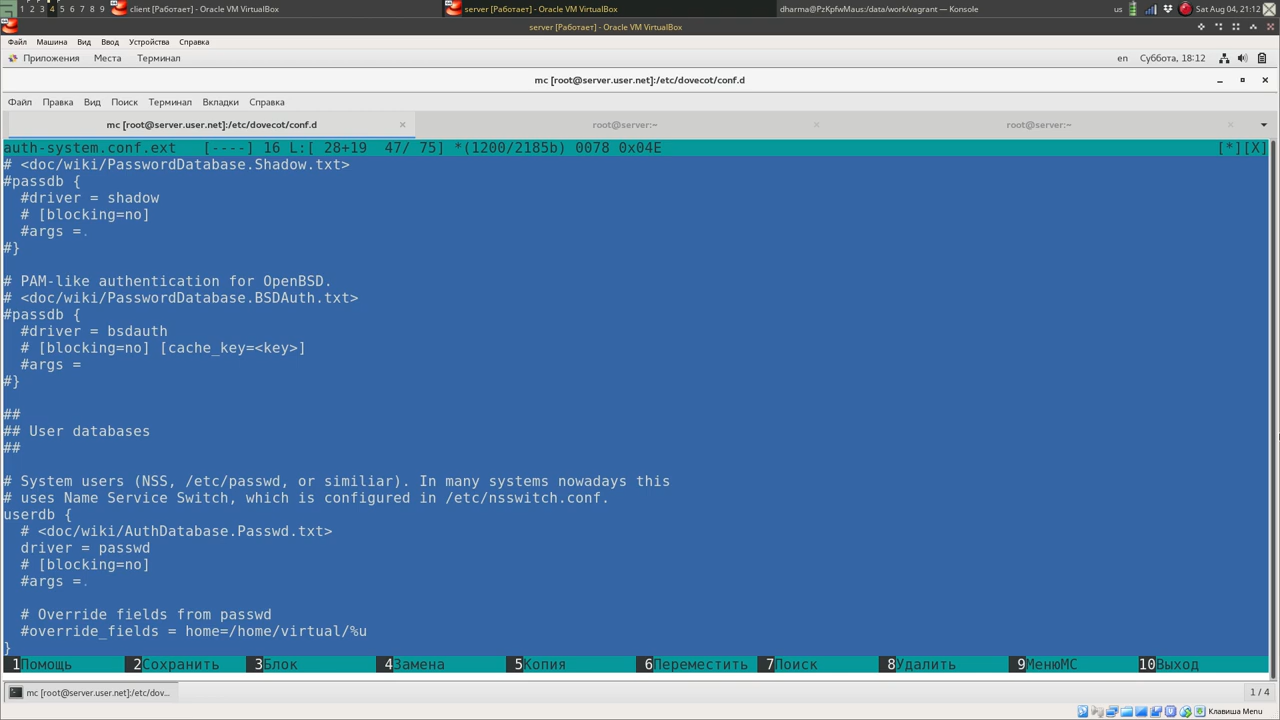 1 2 3 4 5 6 7 8 9 client [Работает] - Oracle VM VirtualBox server [Работает] - Oracle VM VirtualBox dharma@PzKpfwMaus:/data/work/vagrant — Konsole us Sat Aug 04, 21:12
server [Работает] - Oracle VM VirtualBox
Файл Машина Вид Ввод Устройства Справка
Приложения Места Терминал en Суббота, 18:12
mc [root@server.user.net]:/etc/dovecot/conf.d
Файл Правка Вид Поиск Терминал Вкладки Справка
mc [root@server.user.net]:/etc/dovecot/conf.d × root@server:~ × root@server:~ ×
auth-system.conf.ext [----] 16 L:[ 28+19 47/ 75] *(1200/2185b) 0078 0x04E [*][X]
# <doc/wiki/PasswordDatabase.Shadow.txt>
#passdb {
#driver = shadow
# [blocking=no]
#args =.
#}
# PAM-like authentication for OpenBSD.
# <doc/wiki/PasswordDatabase.BSDAuth.txt>
#passdb {
#driver = bsdauth
# [blocking=no] [cache_key=<key>]
#args =
#}
##
## User databases
##
# System users (NSS, /etc/passwd, or similiar). In many systems nowadays this
# uses Name Service Switch, which is configured in /etc/nsswitch.conf.
userdb {
# <doc/wiki/AuthDatabase.Passwd.txt>
driver = passwd
# [blocking=no]
#args =.
# Override fields from passwd
#override_fields = home=/home/virtual/%u
}
1Помощь 2Сохранить 3Блок 4Замена 5Копия 6Переместить 7Поиск 8Удалить 9МенюMC 10Выход
mc [root@server.user.net]:/etc/dov... 1 / 4
Клавиша Menu